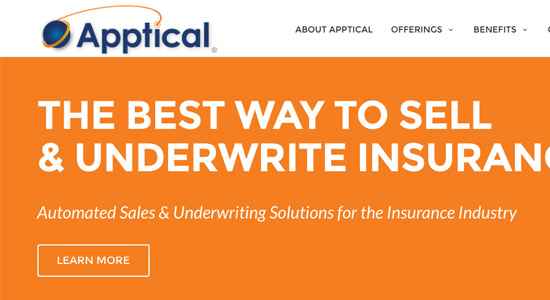 Apptical®
ABOUT APPTICAL OFFERINGS BENEFITS
THE BEST WAY TO SELL
& UNDERWRITE INSURAN
Automated Sales & Underwriting Solutions for the Insurance Industry
LEARN MORE